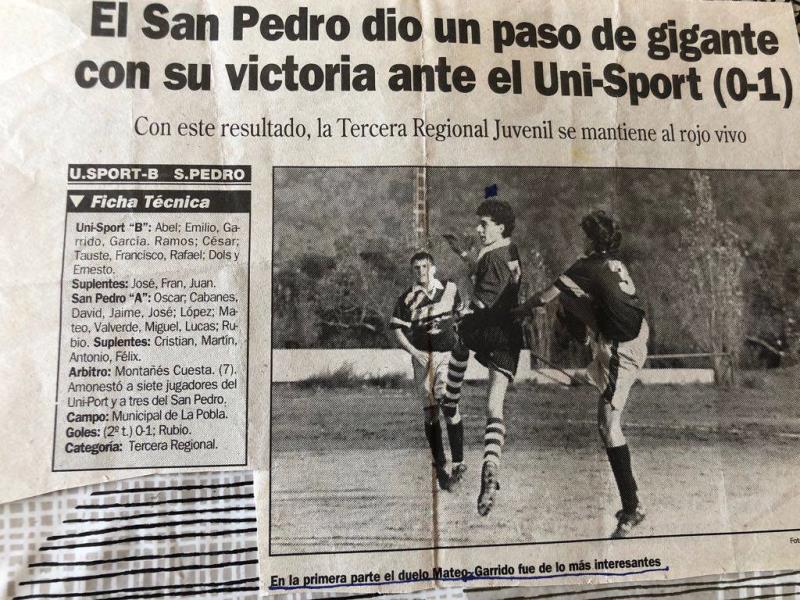 El San Pedro dio un paso de gigante
con su victoria ante el Uni-Sport (0-1)
Con este resultado, la Tercera Regional Juvenil se mantiene al rojo vivo
U.SPORT-B S.PEDRO
▼ Ficha Técnica
Uni-Sport “B”: Abel; Emilio, Ga-
rrido, García. Ramos; César;
Tauste, Francisco, Rafael; Dols y
Ernesto.
Suplentes: José, Fran, Juan.
San Pedro “A”: Oscar; Cabanes,
David, Jaime, José; López; Ma-
teo, Valverde, Miguel, Lucas; Ru-
bio. Suplentes: Cristian, Martín,
Antonio, Félix.
Arbitro: Montañés Cuesta. (7).
Amonestó a siete jugadores del
Uni-Port y a tres del San Pedro.
Campo: Municipal de La Pobla.
Goles: (2º t.) 0-1; Rubio.
Categoría: Tercera Regional.
3
En la primera parte el duelo Mateo-Garrido fue de lo más interesantes